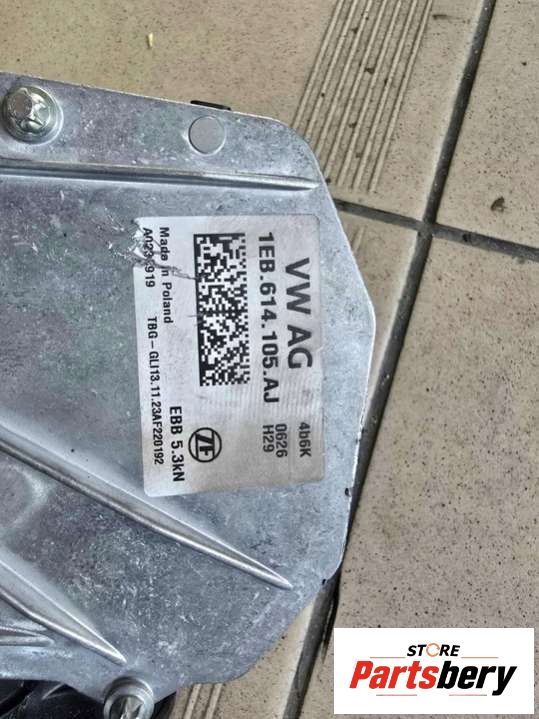 VW AG
1EB.614.105.AJ
4b6K
0626
H29
Made in Poland
TBG-GLI13.11.23AF220192
EBB 5.3kN
ZF
STORE
Partsbery